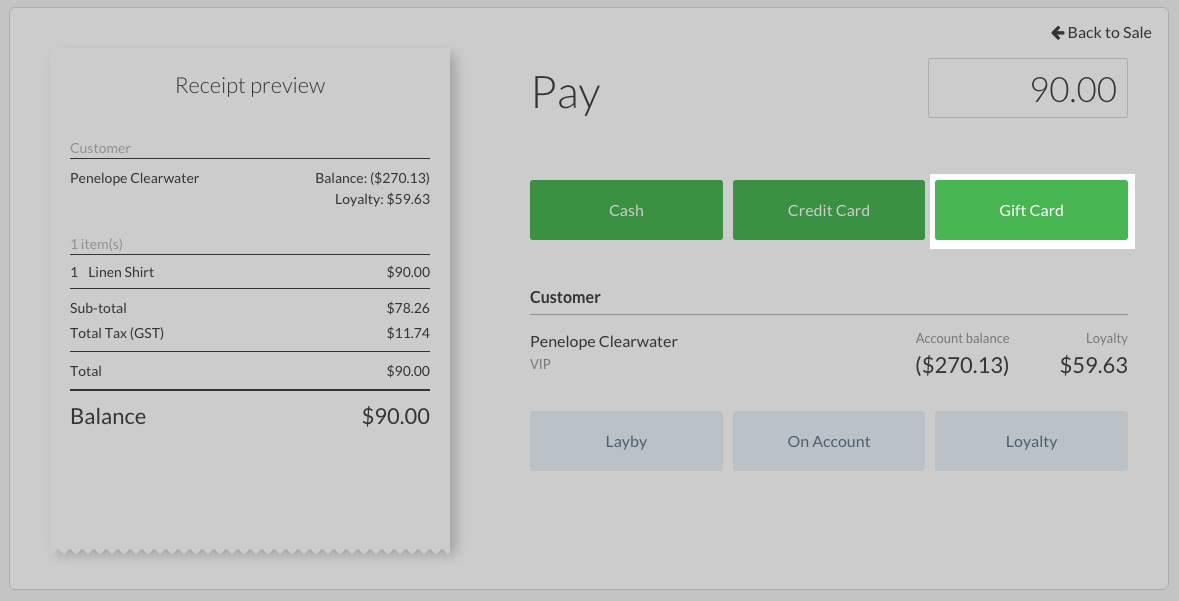 Back to Sale
Receipt preview
Customer
Penelope Clearwater Balance: ($270.13)
Loyalty: $59.63
1 item(s)
1 Linen Shirt $90.00
Sub-total $78.26
Total Tax (GST) $11.74
Total $90.00
Balance $90.00
Pay 90.00
Cash Credit Card Gift Card
Customer
Penelope Clearwater Account balance Loyalty
VIP ($270.13) $59.63
Layby On Account Loyalty